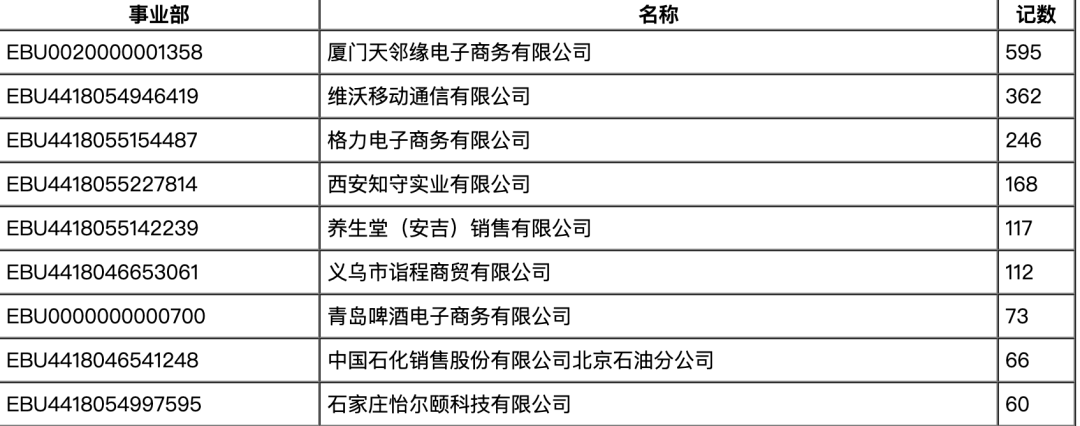 事业部 名称 记数
EBU0020000001358 厦门天邻缘电子商务有限公司 595
EBU4418054946419 维沃移动通信有限公司 362
EBU4418055154487 格力电子商务有限公司 246
EBU4418055227814 西安知守实业有限公司 168
EBU4418055142239 养生堂（安吉）销售有限公司 117
EBU4418046653061 义乌市诣程商贸有限公司 112
EBU0000000000700 青岛啤酒电子商务有限公司 73
EBU4418046541248 中国石化销售股份有限公司北京石油分公司 66
EBU4418054997595 石家庄怡尔颐科技有限公司 60